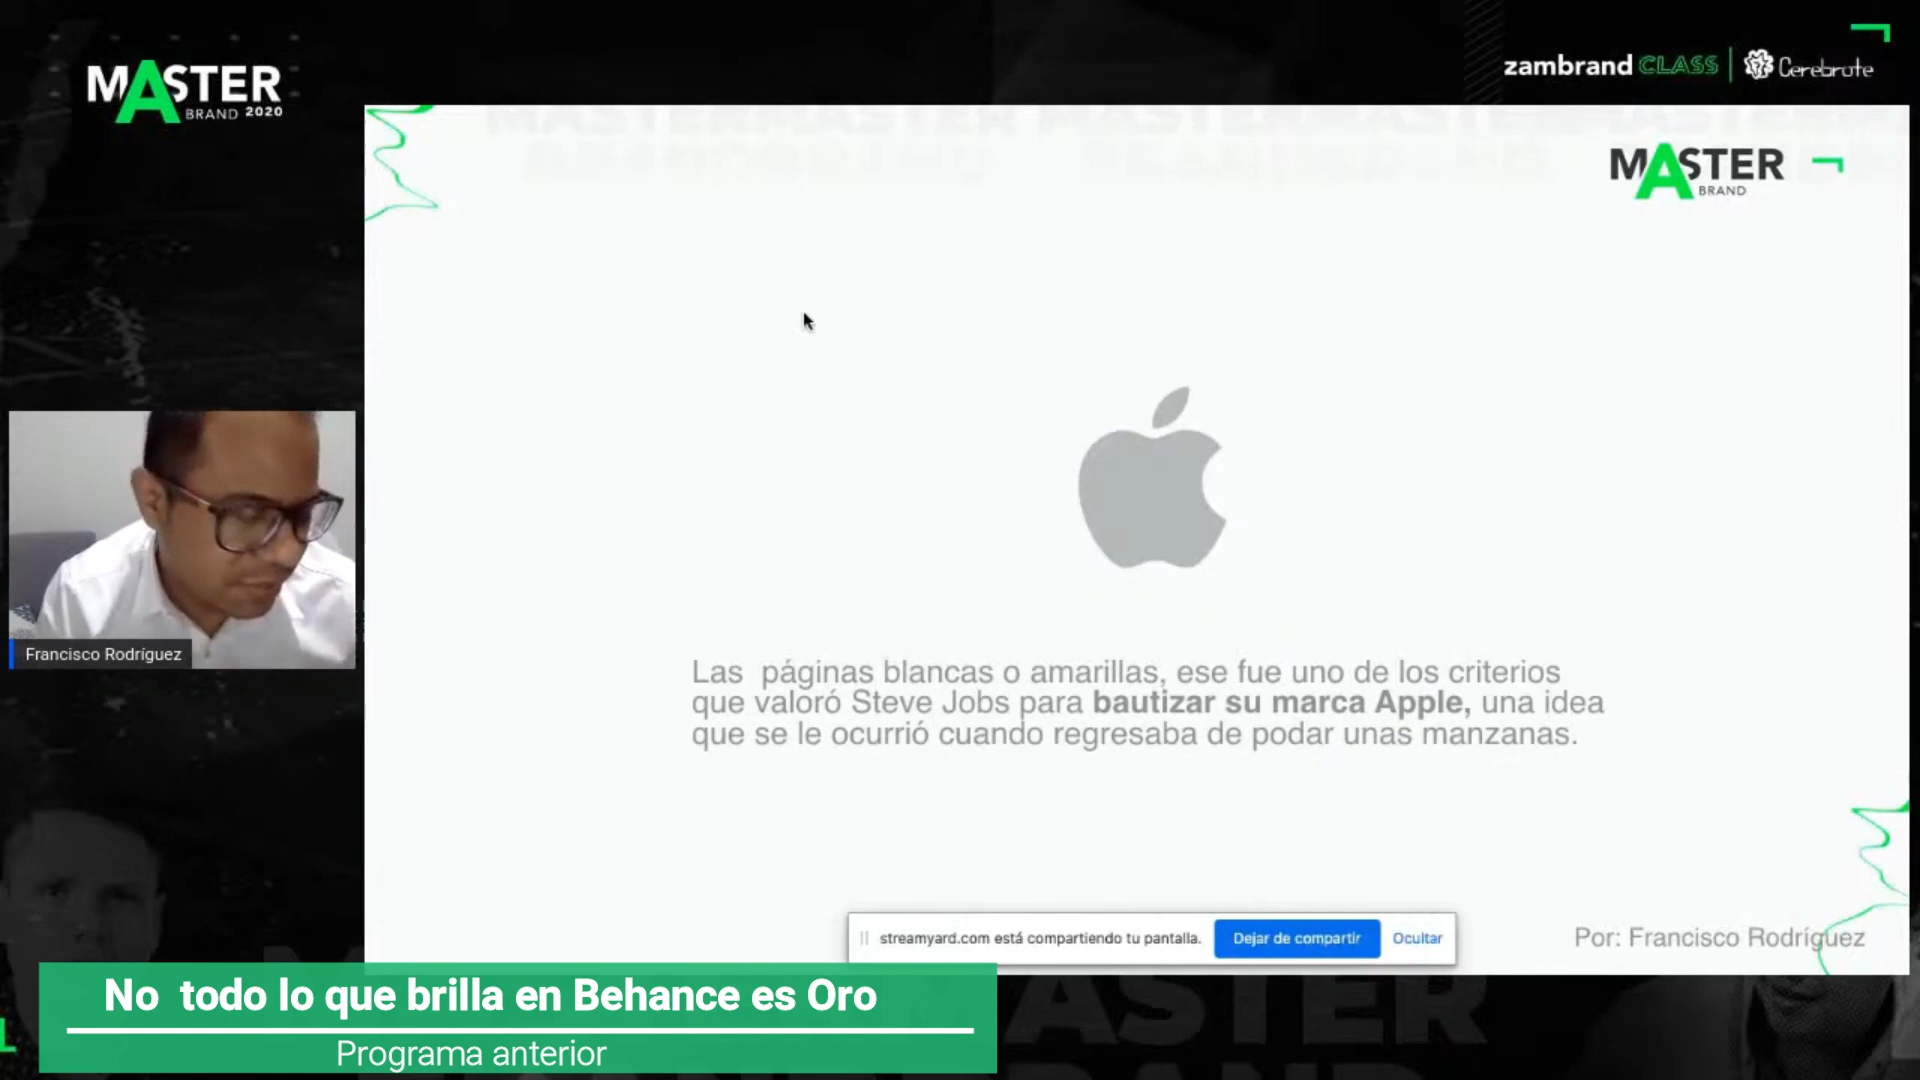 MASTER
BRAND 2020
zambrand CLASS
Cerebrote
MASTER
BRAND
Francisco Rodríguez
Las  páginas blancas o amarillas, ese fue uno de los criterios
que valoró Steve Jobs para bautizar su marca Apple, una idea
que se le ocurrió cuando regresaba de podar unas manzanas.
streamyard.com está compartiendo tu pantalla.
Dejar de compartir
Ocultar
Por: Francisco Rodríguez
No  todo lo que brilla en Behance es Oro
Programa anterior
MASTER